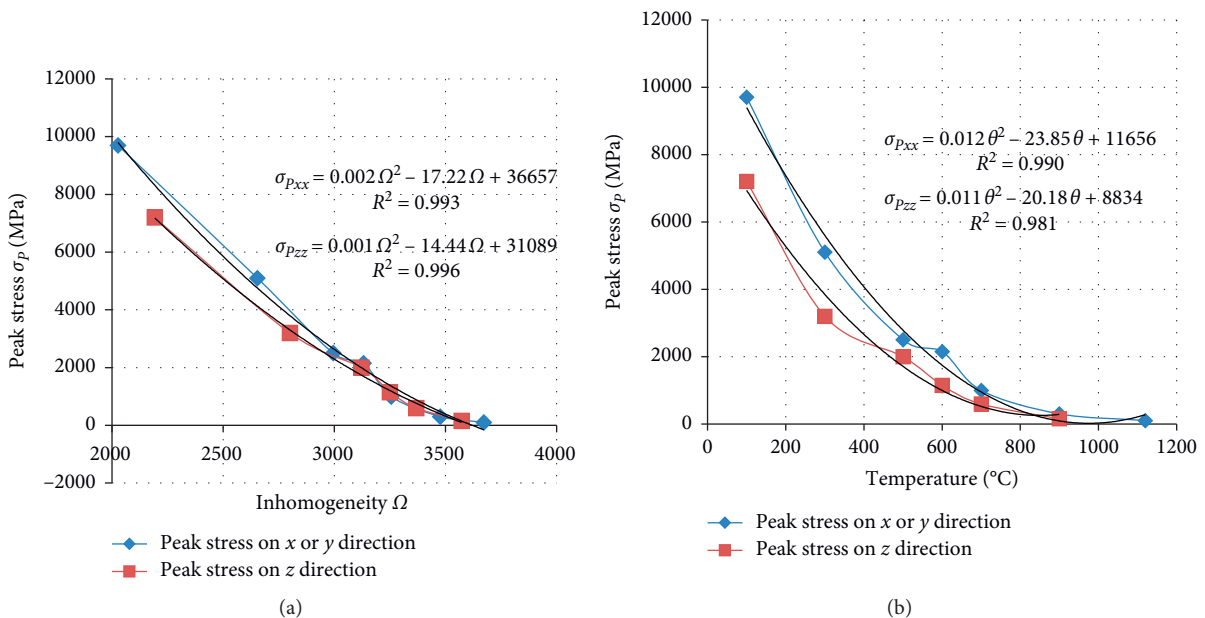 12000
10000
8000
6000
4000
2000
0
–2000
2000
2500
3000
3500
4000
Peak stress σP (MPa)
Inhomogeneity Ω
σPxx = 0.002 Ω² – 17.22 Ω + 36657
R² = 0.993
σPzz = 0.001 Ω² – 14.44 Ω + 31089
R² = 0.996
Peak stress on x or y direction
Peak stress on z direction
(a)
12000
10000
8000
6000
4000
2000
0
0
200
400
600
800
1000
1200
Peak stress σP (MPa)
Temperature (°C)
σPxx = 0.012 θ² – 23.85 θ + 11656
R² = 0.990
σPzz = 0.011 θ² – 20.18 θ + 8834
R² = 0.981
Peak stress on x or y direction
Peak stress on z direction
(b)